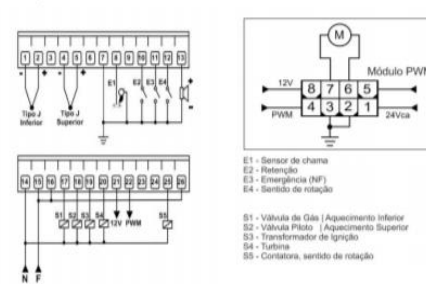 1 2 3 4 5 6 7 8 9 10 11 12 13
- + - +
E1 E2 E3 E4
+
-
Tipo J Inferior
Tipo J Superior
14 15 16 17 18 19 20 21 22 23 24 25 26
S1 S2 S3 S4 12V PWM S5
N F
M
Módulo PWM
12V 8 7 6 5
PWM 4 3 2 1 24Vca
E1 - Sensor de chama
E2 - Retenção
E3 - Emergência (NF)
E4 - Sentido de rotação
S1 - Válvula de Gás | Aquecimento Inferior
S2 - Válvula Piloto | Aquecimento Superior
S3 - Transformador de Ignição
S4 - Turbina
S5 - Contatora, sentido de rotação